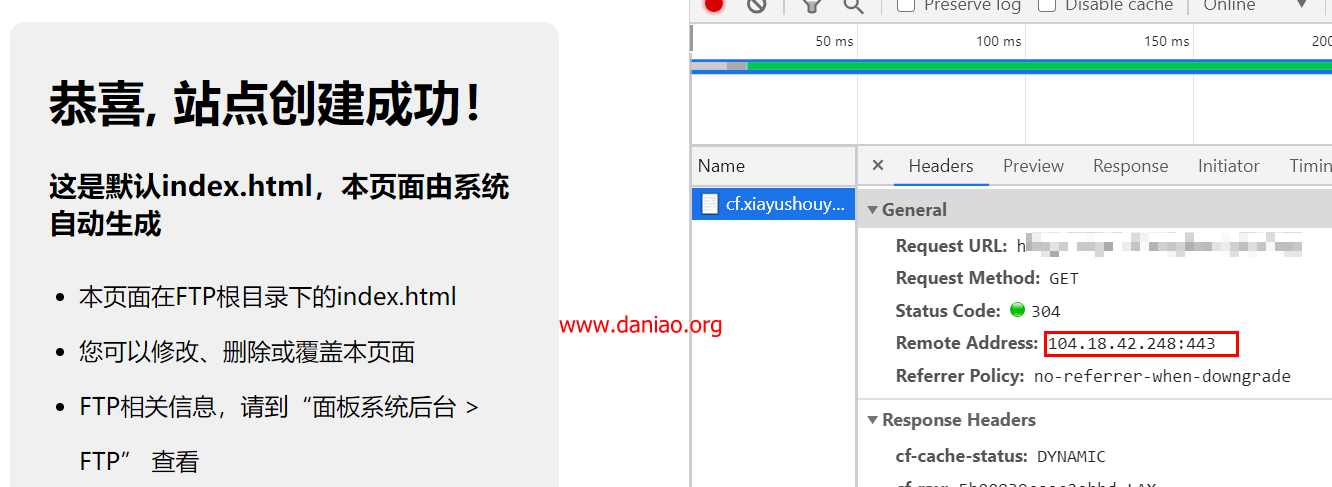 恭喜, 站点创建成功！
这是默认index.html，本页面由系统
自动生成
本页面在FTP根目录下的index.html
您可以修改、删除或覆盖本页面
FTP相关信息，请到“面板系统后台 >
FTP” 查看
www.daniao.org
Preserve log
Disable cache
Online
50 ms
100 ms
150 ms
200
Name
cf.xiayushouy...
× Headers Preview Response Initiator Timin
General
Request URL: h
Request Method: GET
Status Code: 304
Remote Address: 104.18.42.248:443
Referrer Policy: no-referrer-when-downgrade
Response Headers
cf-cache-status: DYNAMIC